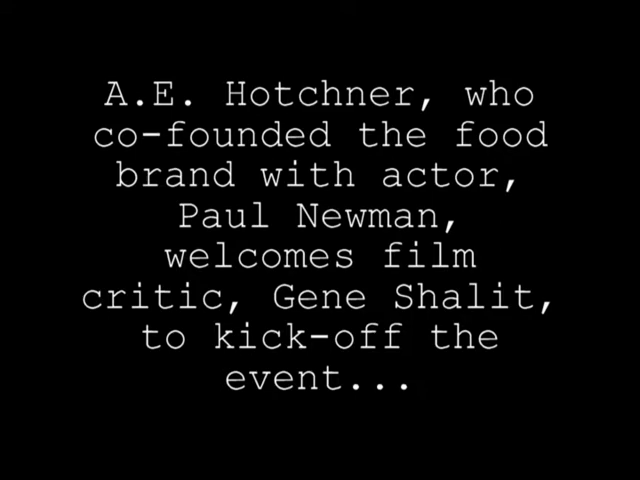 A.E. Hotchner, who
co-founded the food
brand with actor,
Paul Newman,
welcomes film
critic, Gene Shalit,
to kick-off the
event...